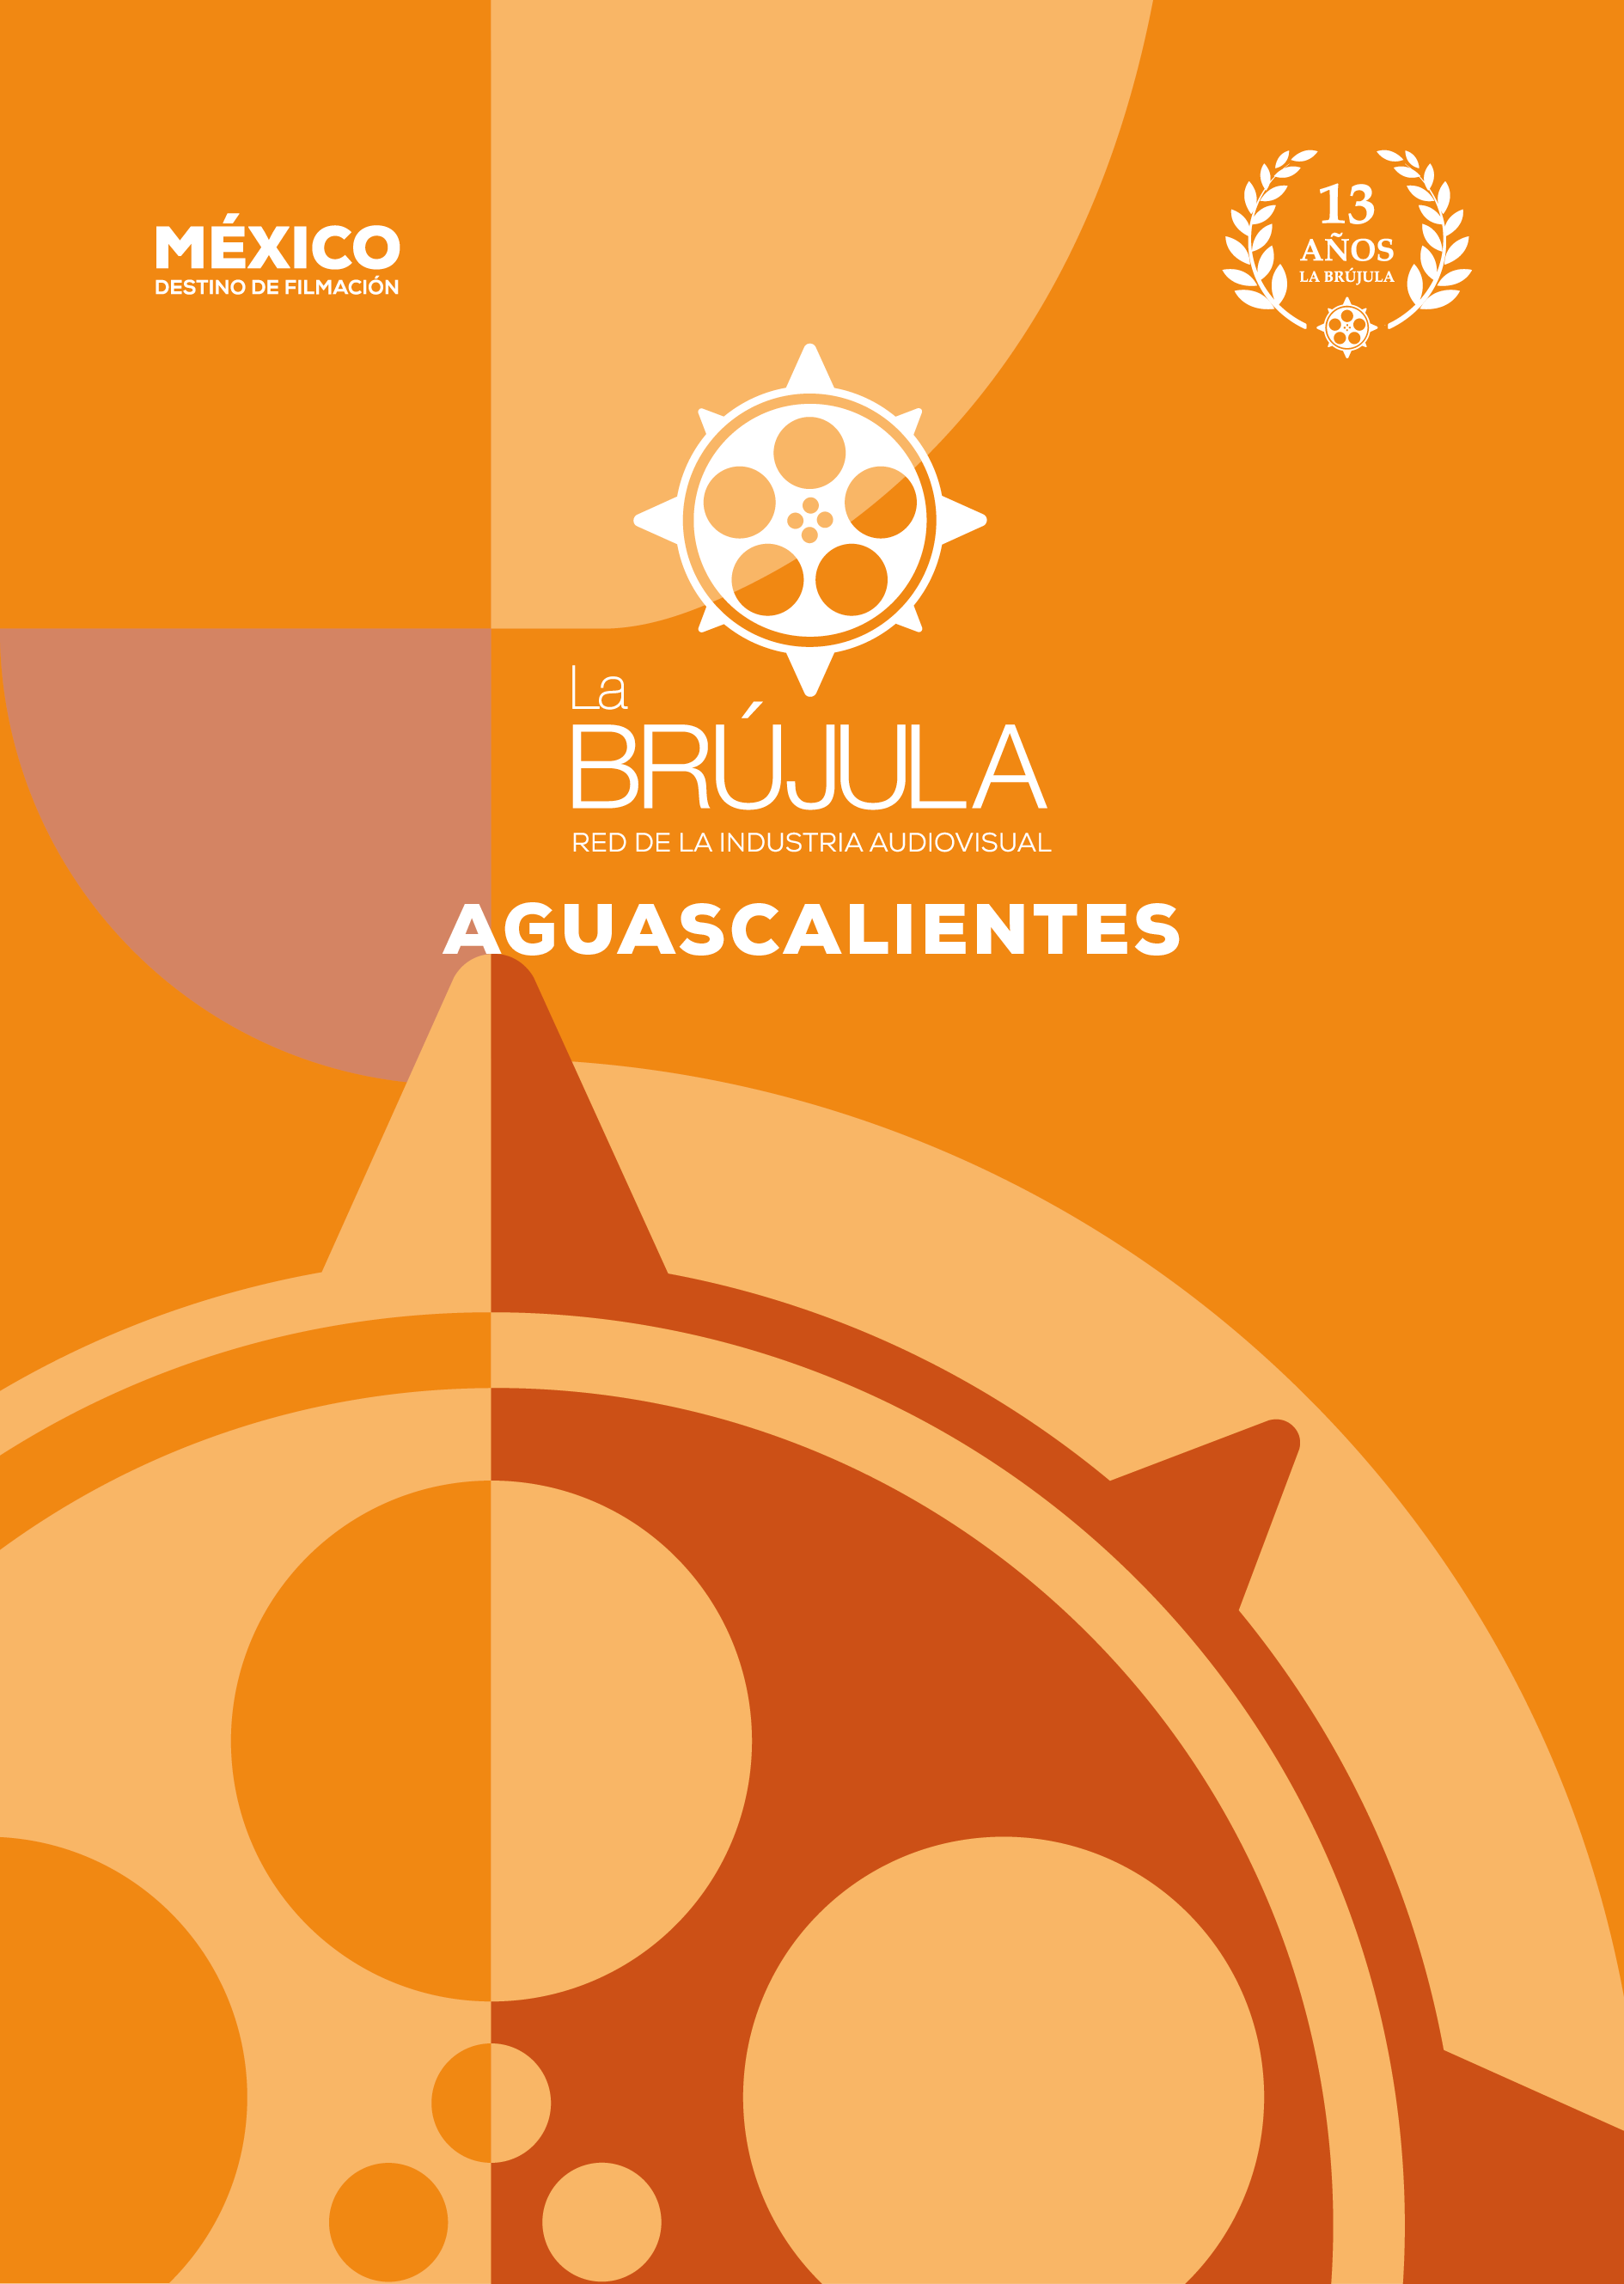 MÉXICO
DESTINO DE FILMACIÓN
13
AÑOS
LA BRÚJULA
La
BRÚJULA
RED DE LA INDUSTRIA AUDIOVISUAL
AGUASCALIENTES